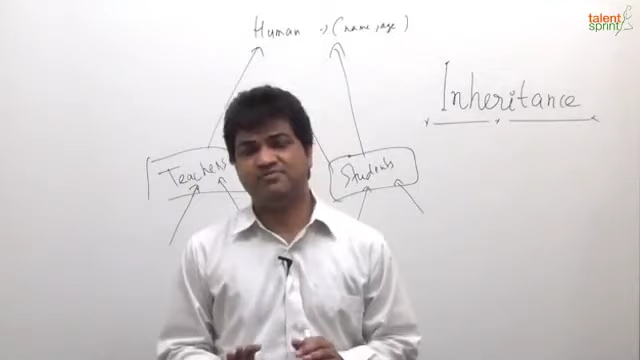 Human → (name, age)
talent
sprint
Inheritance
Teachers
Students